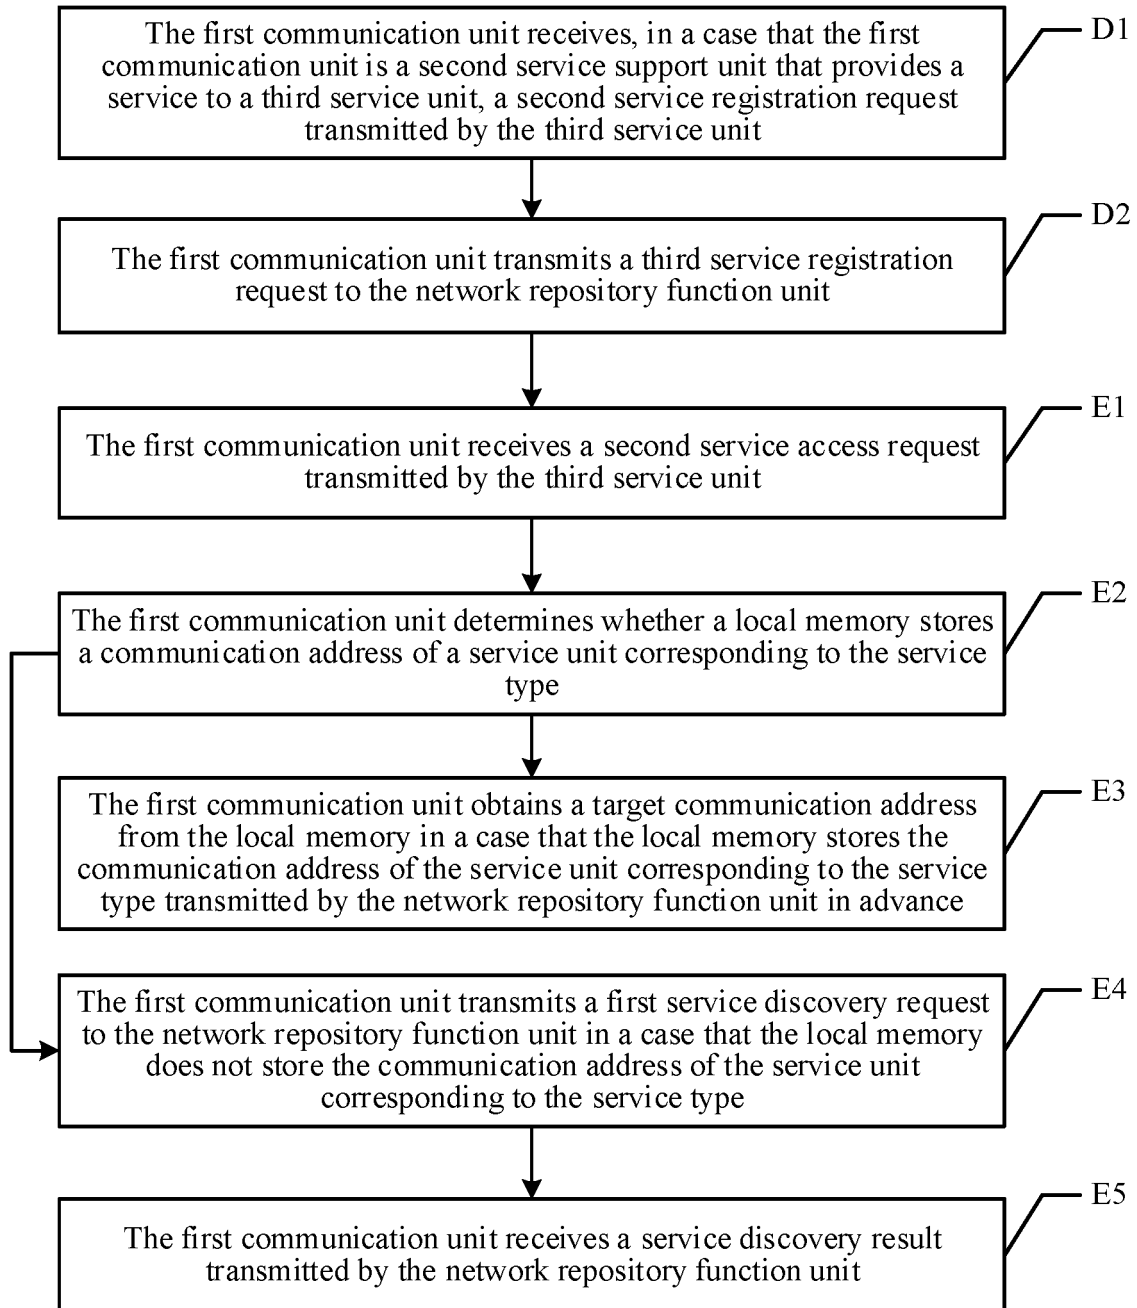 The first communication unit receives, in a case that the first
communication unit is a second service support unit that provides a
service to a third service unit, a second service registration request
transmitted by the third service unit
D1
The first communication unit transmits a third service registration
request to the network repository function unit
D2
The first communication unit receives a second service access request
transmitted by the third service unit
E1
The first communication unit determines whether a local memory stores
a communication address of a service unit corresponding to the service
type
E2
The first communication unit obtains a target communication address
from the local memory in a case that the local memory stores the
communication address of the service unit corresponding to the service
type transmitted by the network repository function unit in advance
E3
The first communication unit transmits a first service discovery request
to the network repository function unit in a case that the local memory
does not store the communication address of the service unit
corresponding to the service type
E4
The first communication unit receives a service discovery result
transmitted by the network repository function unit
E5